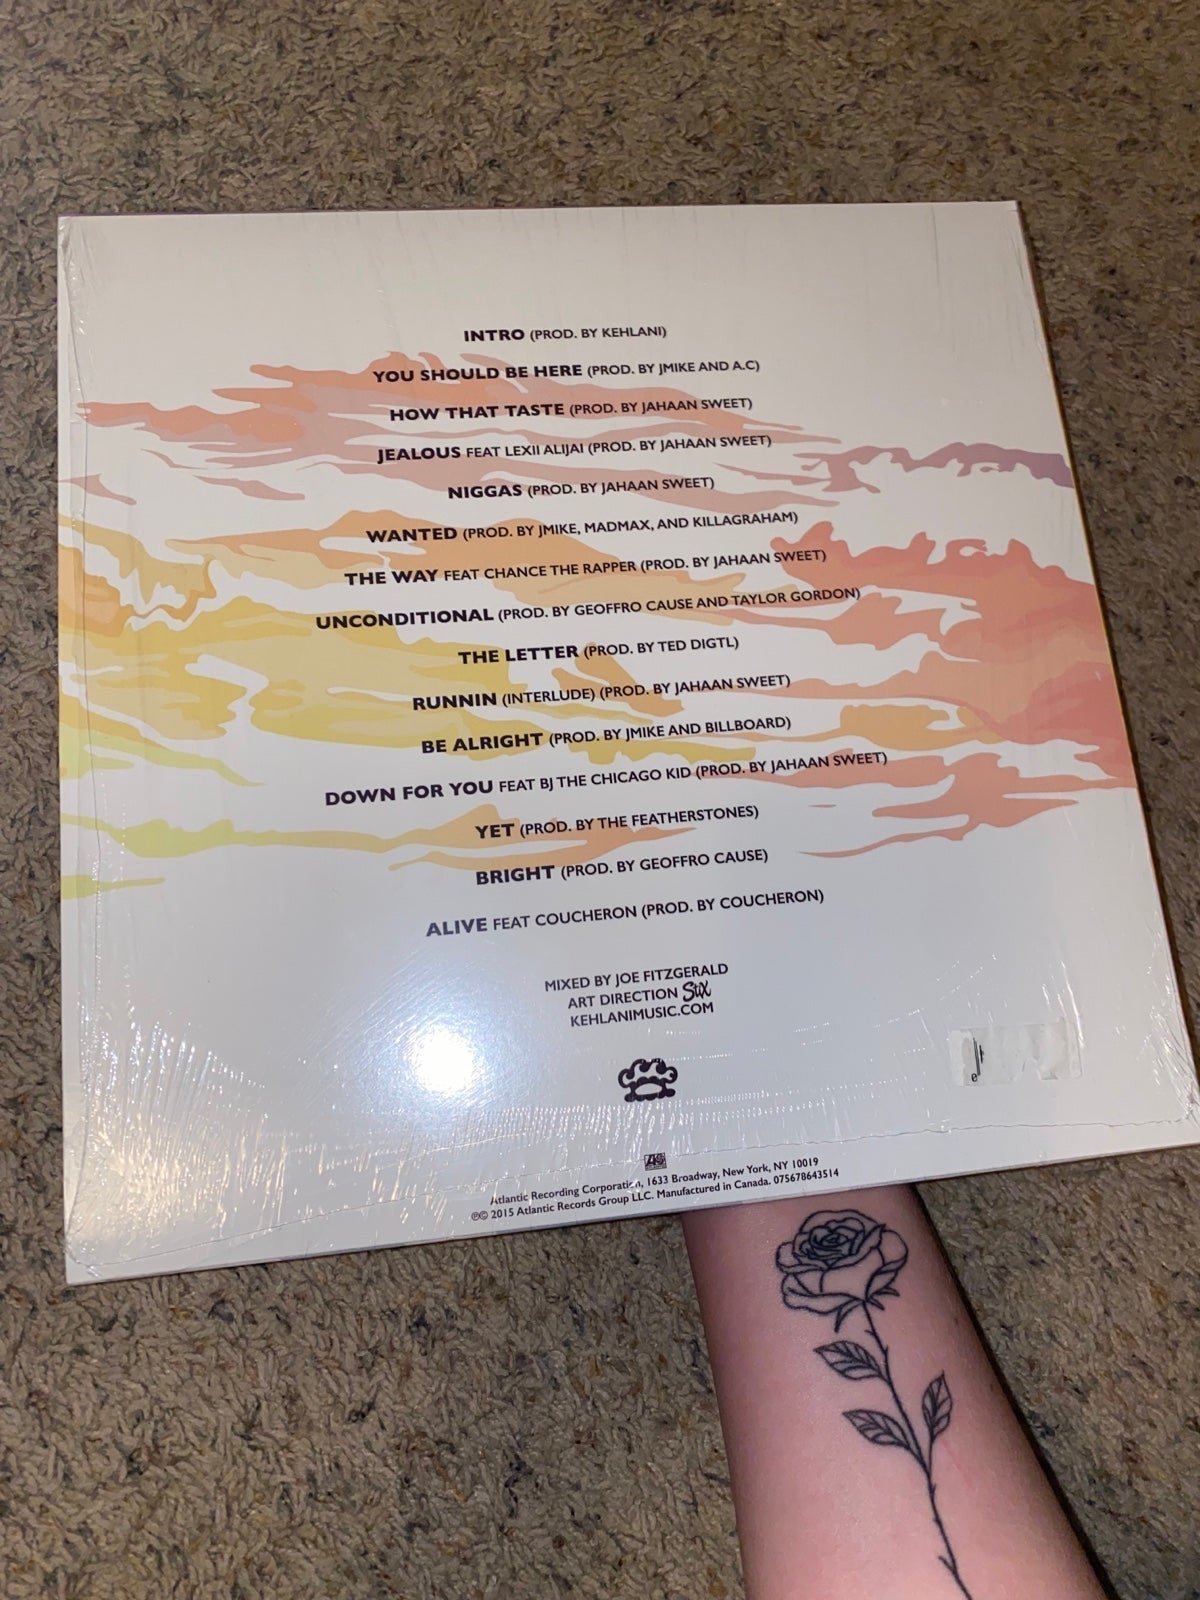 INTRO (PROD. BY KEHLANI)
YOU SHOULD BE HERE (PROD. BY JMIKE AND A.C)
HOW THAT TASTE (PROD. BY JAHAAN SWEET)
JEALOUS FEAT LEXII ALIJAI (PROD. BY JAHAAN SWEET)
NIGGAS (PROD. BY JAHAAN SWEET)
WANTED (PROD. BY JMIKE, MADMAX, AND KILLAGRAHAM)
THE WAY FEAT CHANCE THE RAPPER (PROD. BY JAHAAN SWEET)
UNCONDITIONAL (PROD. BY GEOFFRO CAUSE AND TAYLOR GORDON)
THE LETTER (PROD. BY TED DIGTL)
RUNNIN (INTERLUDE) (PROD. BY JAHAAN SWEET)
BE ALRIGHT (PROD. BY JMIKE AND BILLBOARD)
DOWN FOR YOU FEAT BJ THE CHICAGO KID (PROD. BY JAHAAN SWEET)
YET (PROD. BY THE FEATHERSTONES)
BRIGHT (PROD. BY GEOFFRO CAUSE)
ALIVE FEAT COUCHERON (PROD. BY COUCHERON)
MIXED BY JOE FITZGERALD
ART DIRECTION Stix
KEHLANIMUSIC.COM
Atlantic Recording Corporation, 1633 Broadway, New York, NY 10019
℗© 2015 Atlantic Records Group LLC. Manufactured in Canada. 075678643514